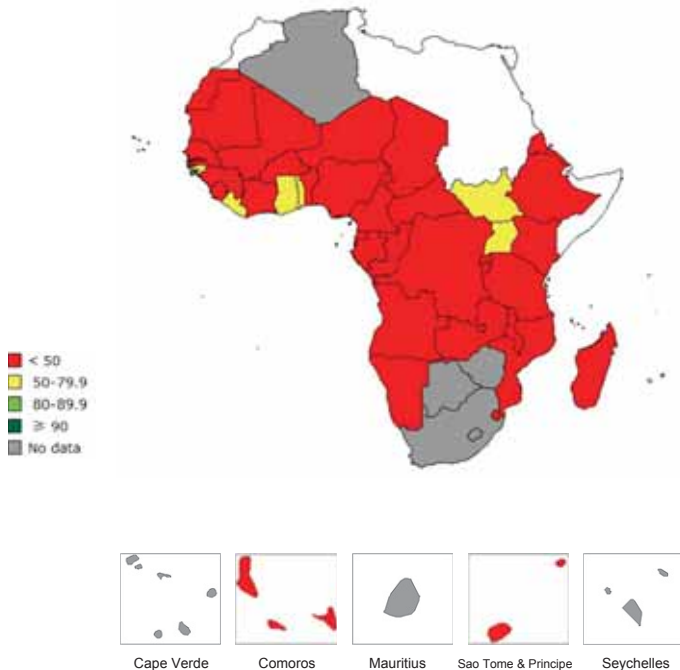 < 50
50-79.9
80-89.9
≥ 90
No data
Cape Verde
Comoros
Mauritius
Sao Tome & Principe
Seychelles